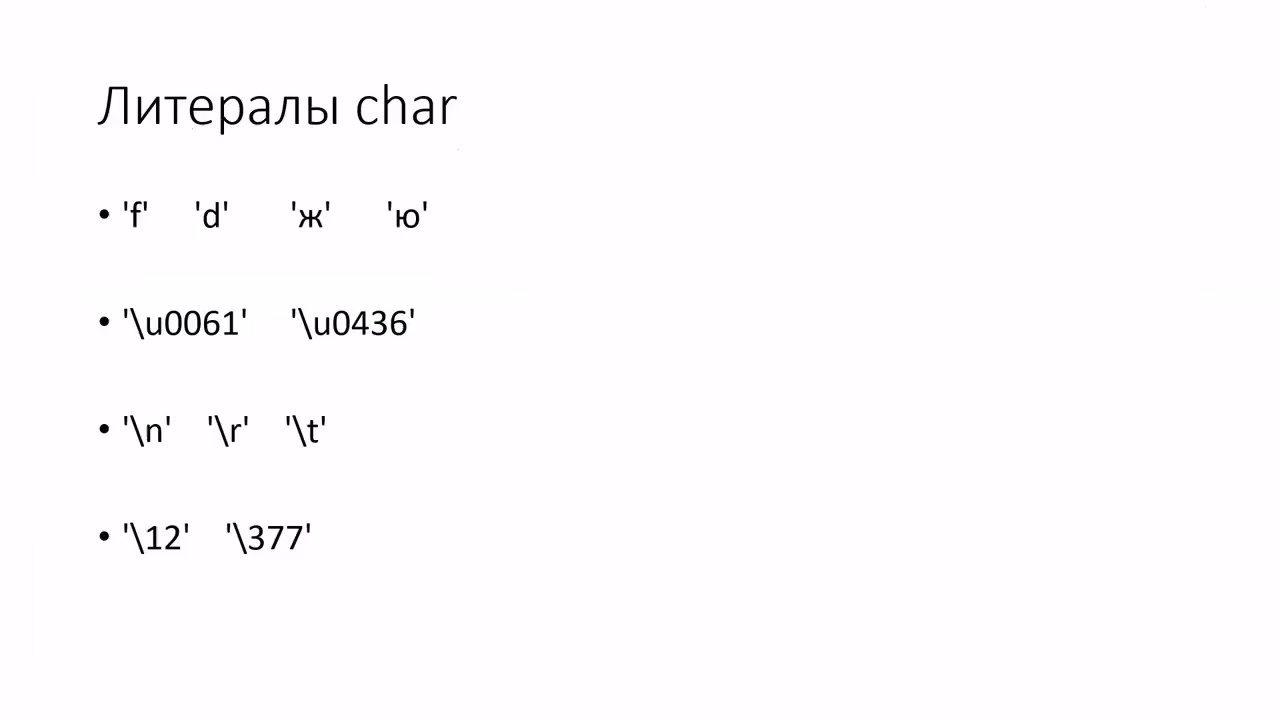 Литералы char
• 'f' 'd' 'ж' 'ю'
• '\u0061' '\u0436'
• '\n' '\r' '\t'
• '\12' '\377'